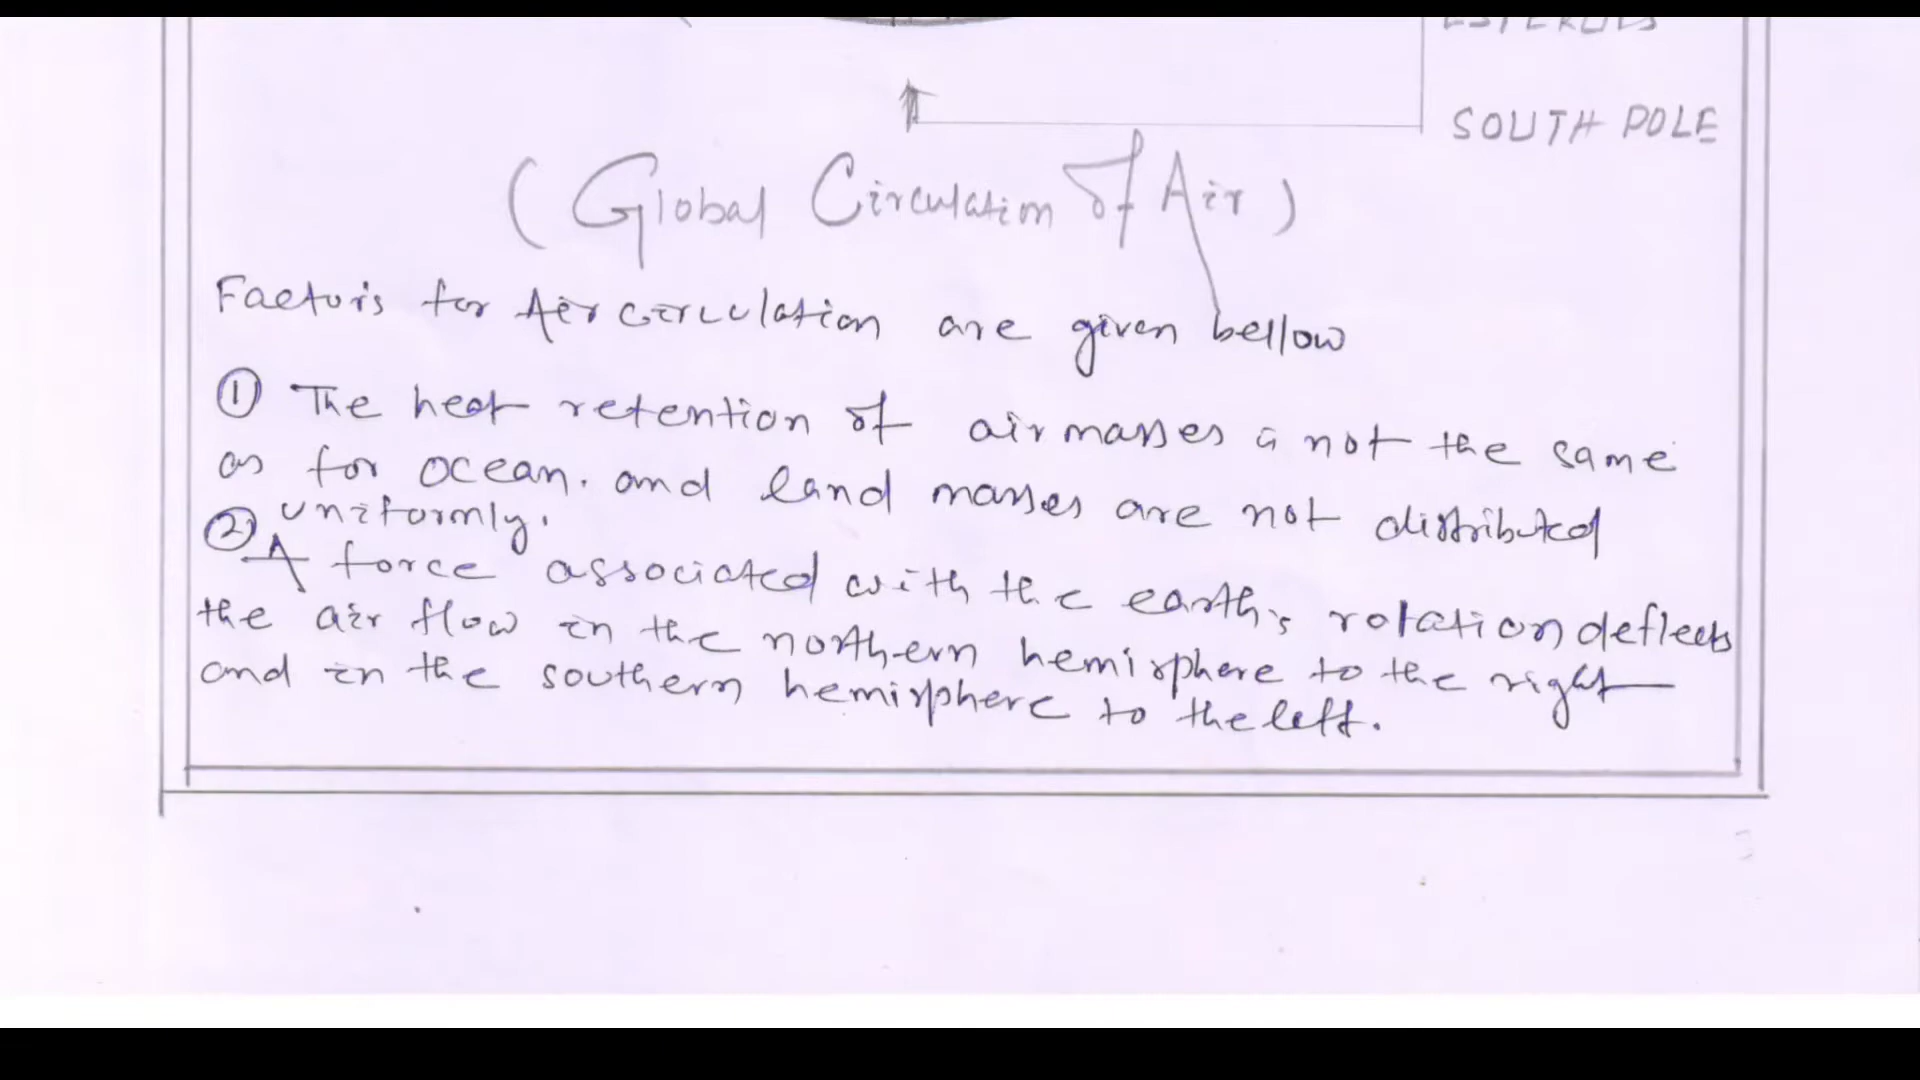 ESTERLIES
SOUTH POLE
(Global Circulation of Air)
Factors for Air circulation are given bellow
① The heat retention of air masses is not the same
as for ocean. and land masses are not distributed
uniformly.
② A force associated with the earth's rotation deflects
the air flow in the northern hemisphere to the right
and in the southern hemisphere to the left.